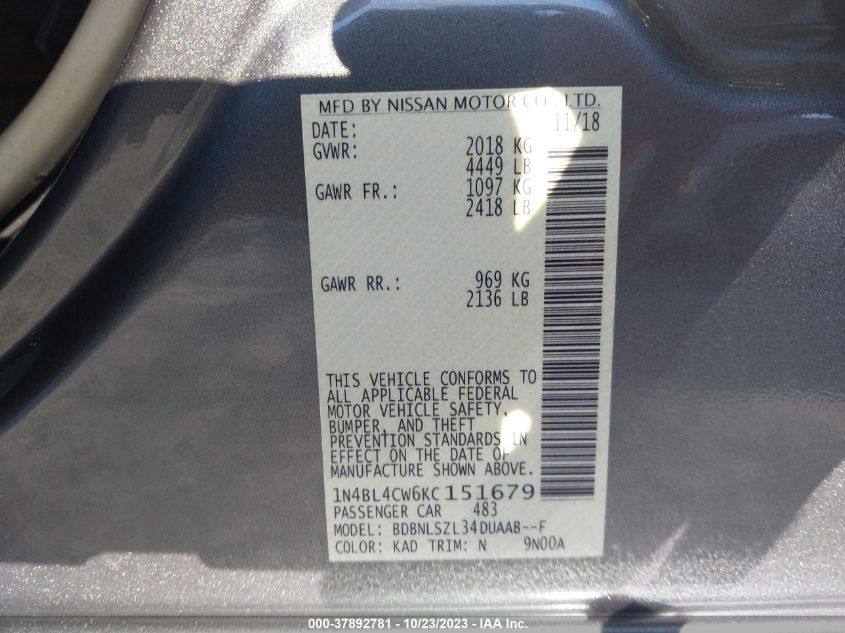 MFD BY NISSAN MOTOR CO., LTD.
DATE: 11/18
GVWR: 2018 KG
4449 LB
GAWR FR.: 1097 KG
2418 LB
GAWR RR.: 969 KG
2136 LB
THIS VEHICLE CONFORMS TO
ALL APPLICABLE FEDERAL
MOTOR VEHICLE SAFETY,
BUMPER, AND THEFT
PREVENTION STANDARDS IN
EFFECT ON THE DATE OF
MANUFACTURE SHOWN ABOVE.
1N4BL4CW6KC151679
PASSENGER CAR 483
MODEL: BDBNLSZL34DUAAB--F
COLOR: KAD TRIM: N 9N00A
000-37892781 - 10/23/2023 - IAA Inc.